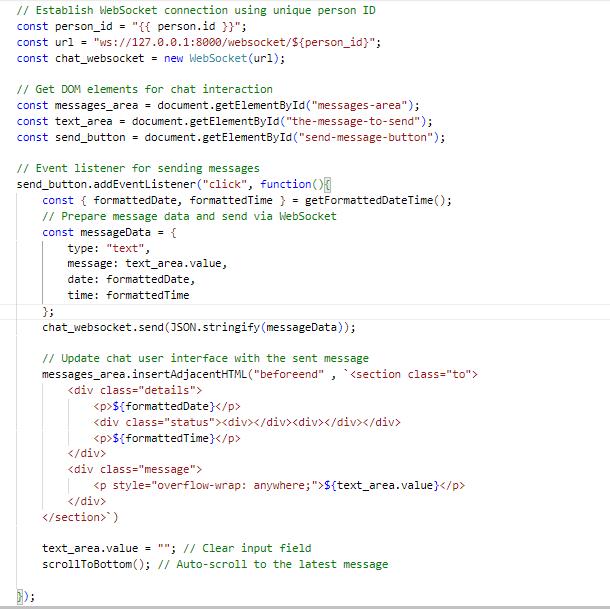 // Establish WebSocket connection using unique person ID
const person_id = "{{ person.id }}";
const url = "ws://127.0.0.1:8000/websocket/${person_id}";
const chat_websocket = new WebSocket(url);

// Get DOM elements for chat interaction
const messages_area = document.getElementById("messages-area");
const text_area = document.getElementById("the-message-to-send");
const send_button = document.getElementById("send-message-button");

// Event listener for sending messages
send_button.addEventListener("click", function(){
    const { formattedDate, formattedTime } = getFormattedDateTime();
    // Prepare message data and send via WebSocket
    const messageData = {
        type: "text",
        message: text_area.value,
        date: formattedDate,
        time: formattedTime
    };
    chat_websocket.send(JSON.stringify(messageData));

    // Update chat user interface with the sent message
    messages_area.insertAdjacentHTML("beforeend" , `<section class="to">
        <div class="details">
            <p>${formattedDate}</p>
            <div class="status"><div></div><div></div></div>
            <p>${formattedTime}</p>
        </div>
        <div class="message">
            <p style="overflow-wrap: anywhere;">${text_area.value}</p>
        </div>
    </section>`)

    text_area.value = ""; // Clear input field
    scrollToBottom(); // Auto-scroll to the latest message

});